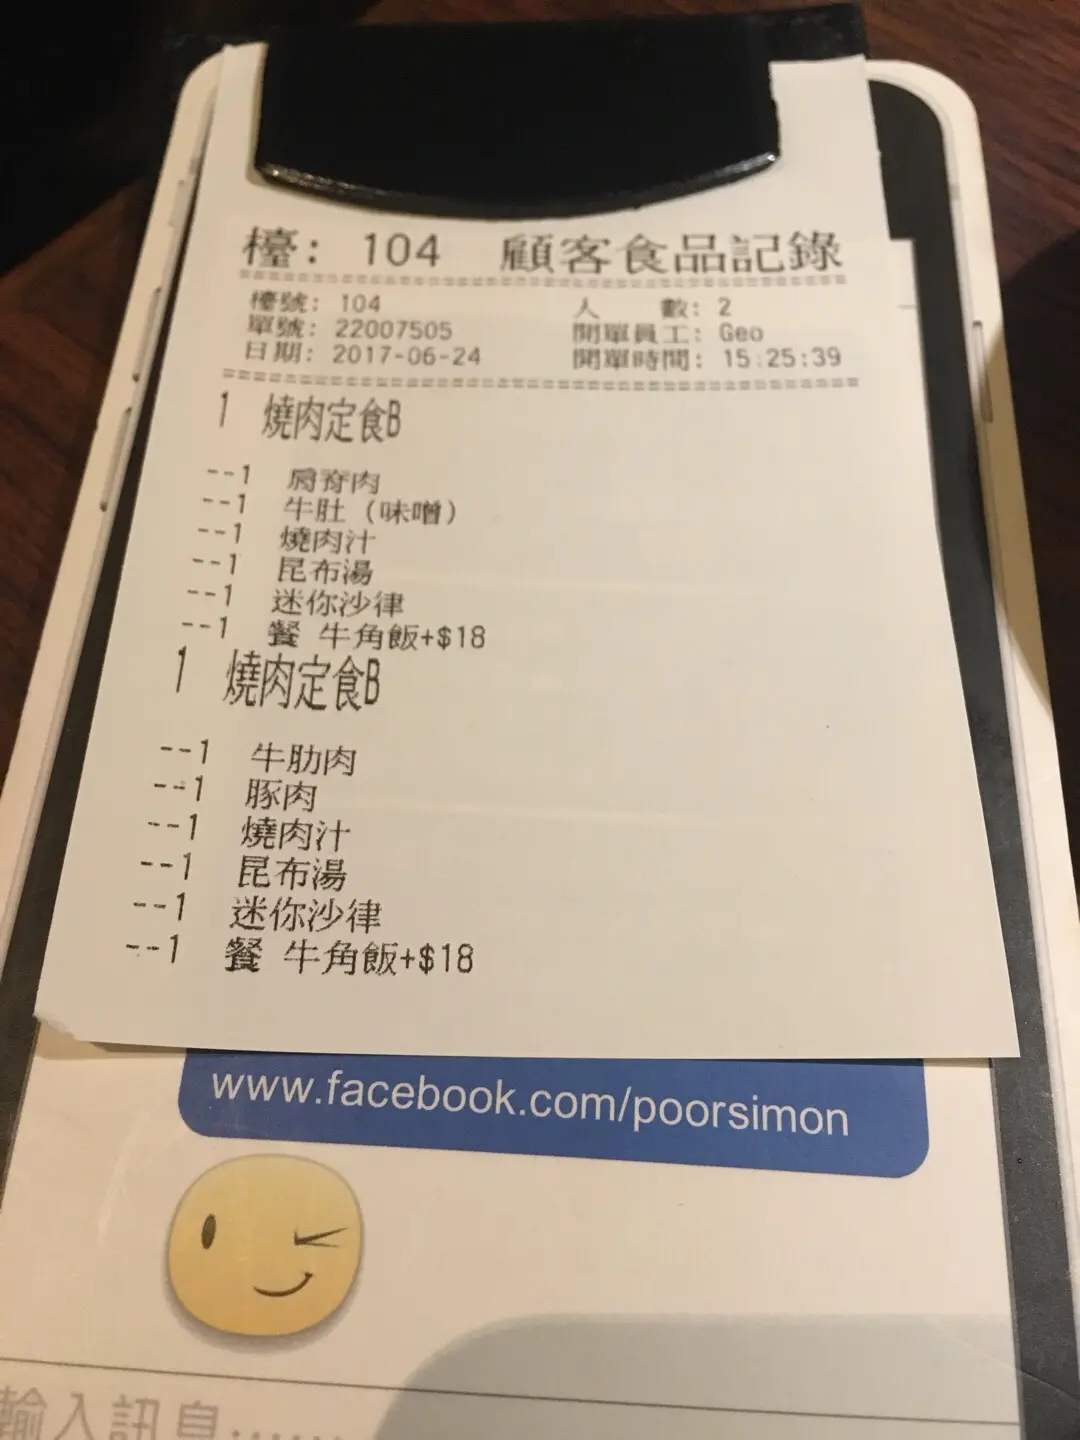 檯: 104 顧客食品記錄
檯號: 104 人 數: 2
單號: 22007505 開單員工: Geo
日期: 2017-06-24 開單時間: 15:25:39
1 燒肉定食B
--1 肩脊肉
--1 牛肚 (味噌)
--1 燒肉汁
--1 昆布湯
--1 迷你沙律
--1 餐 牛角飯+$18
1 燒肉定食B
--1 牛肋肉
--1 豚肉
--1 燒肉汁
--1 昆布湯
--1 迷你沙律
--1 餐 牛角飯+$18
www.facebook.com/poorsimon
輸入訊息......